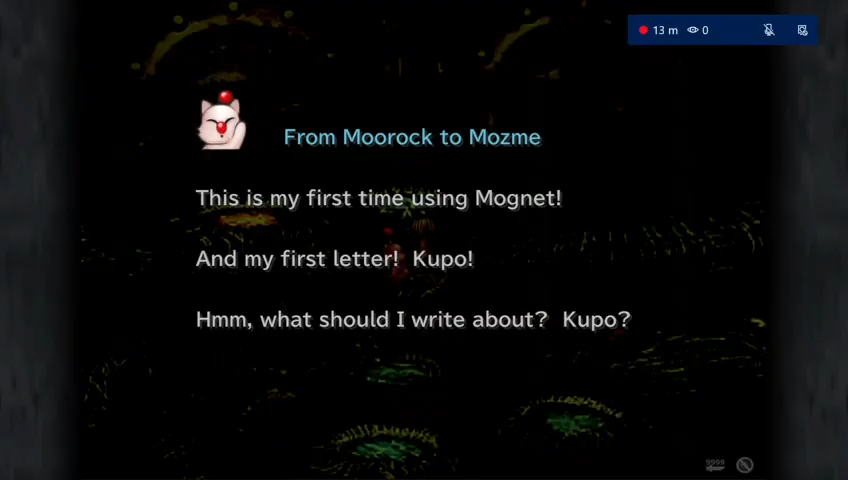 13 m 0
From Moorock to Mozme
This is my first time using Mognet!
And my first letter! Kupo!
Hmm, what should I write about? Kupo?
9999